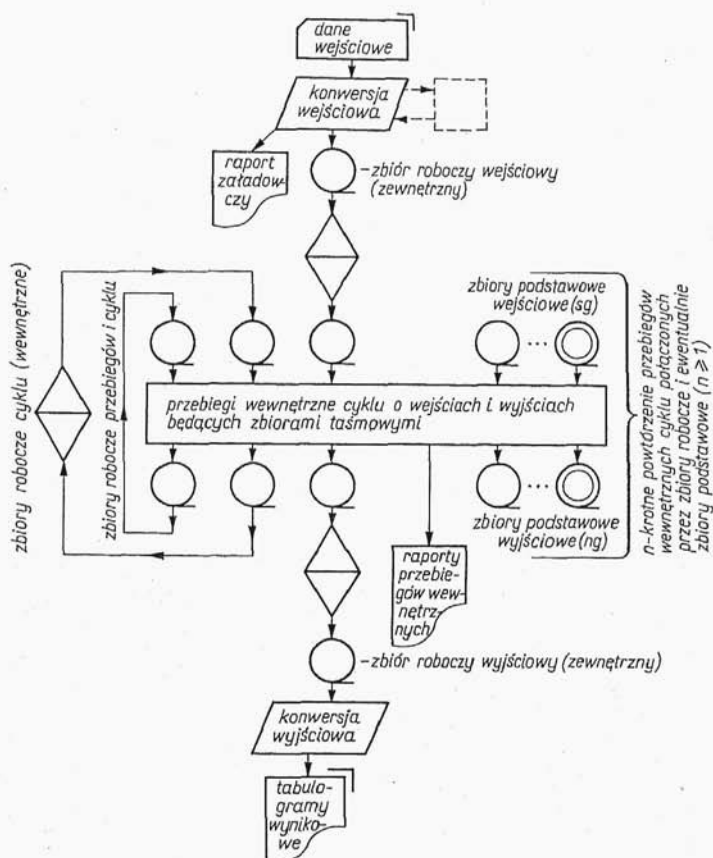 dane
wejściowe
konwersja
wejściowa
raport
załadow-
czy
-zbiór roboczy wejściowy
(zewnętrzny)
zbiory robocze cyklu (wewnętrzne)
zbiory robocze przebiegów i cyklu
zbiory podstawowe
wejściowe (sg)
...
przebiegi wewnętrzne cyklu o wejściach i wyjściach
będących zbiorami taśmowymi
...
zbiory podstawowe
wyjściowe (ng)
n-krotne powtórzenie przebiegów
wewnętrznych cyklu połączonych
przez zbiory robocze i ewentualnie
zbiory podstawowe (n ⩾ 1)
raporty
przebie-
gów wew-
nętrz-
nych
-zbiór roboczy wyjściowy (zewnętrzny)
konwersja
wyjściowa
tabulo-
gramy
wyniko-
we